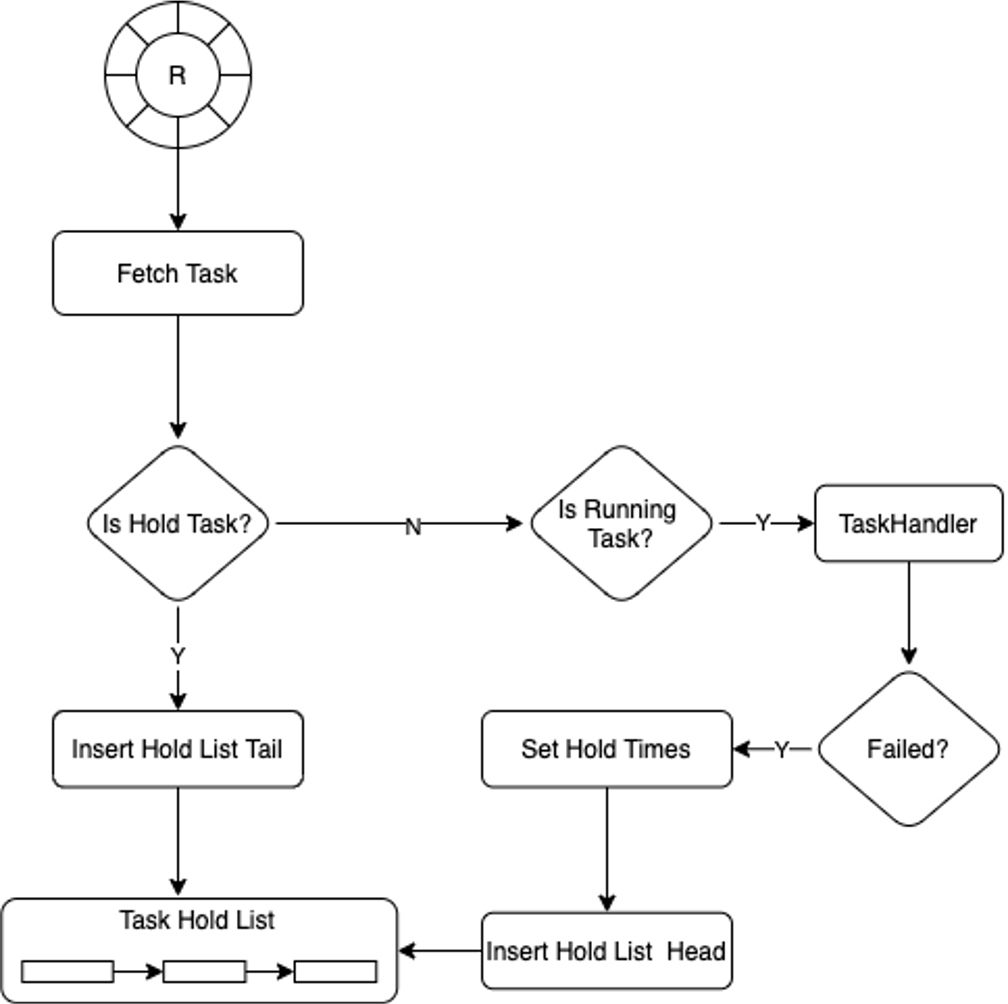 R
Fetch Task
Is Hold Task?
N
Is Running
Task?
Y
TaskHandler
Y
Insert Hold List Tail
Set Hold Times
Y
Failed?
Task Hold List
Insert Hold List  Head